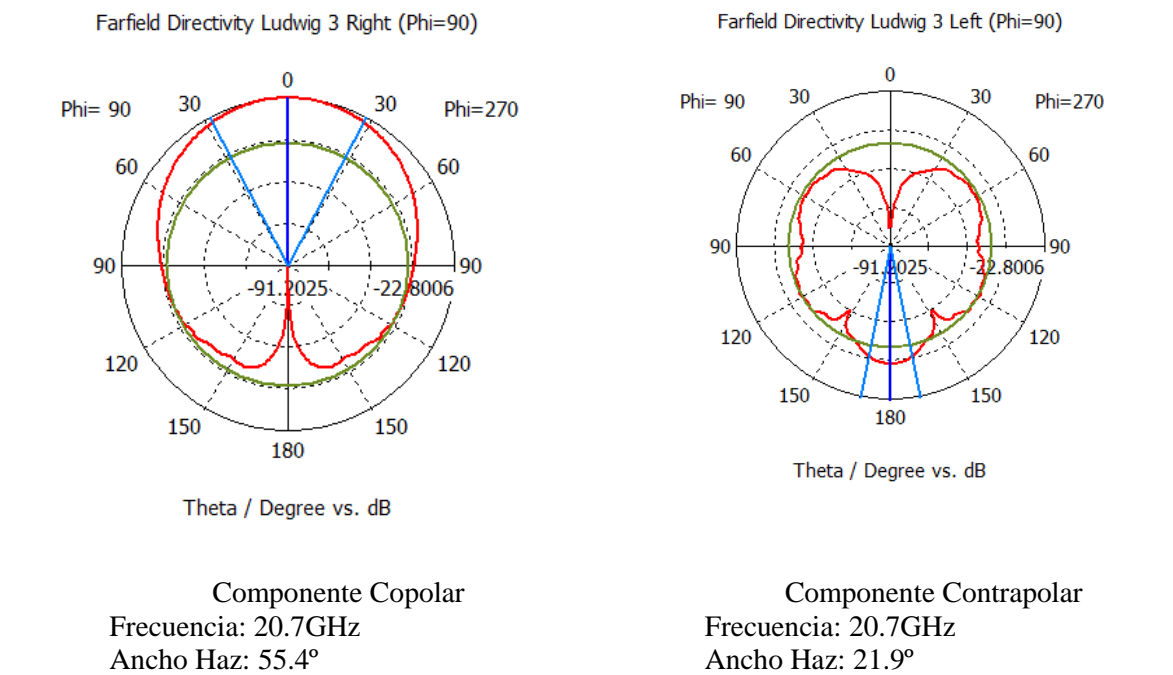 Farfield Directivity Ludwig 3 Right (Phi=90)
0
Phi= 90
30
30
Phi=270
60
60
90
90
-91.2025
-22.8006
120
120
150
150
180
Theta / Degree vs. dB
Farfield Directivity Ludwig 3 Left (Phi=90)
0
Phi= 90
30
30
Phi=270
60
60
90
90
-91.2025
-22.8006
120
120
150
150
180
Theta / Degree vs. dB
Componente Copolar
Frecuencia: 20.7GHz
Ancho Haz: 55.4º
Componente Contrapolar
Frecuencia: 20.7GHz
Ancho Haz: 21.9º